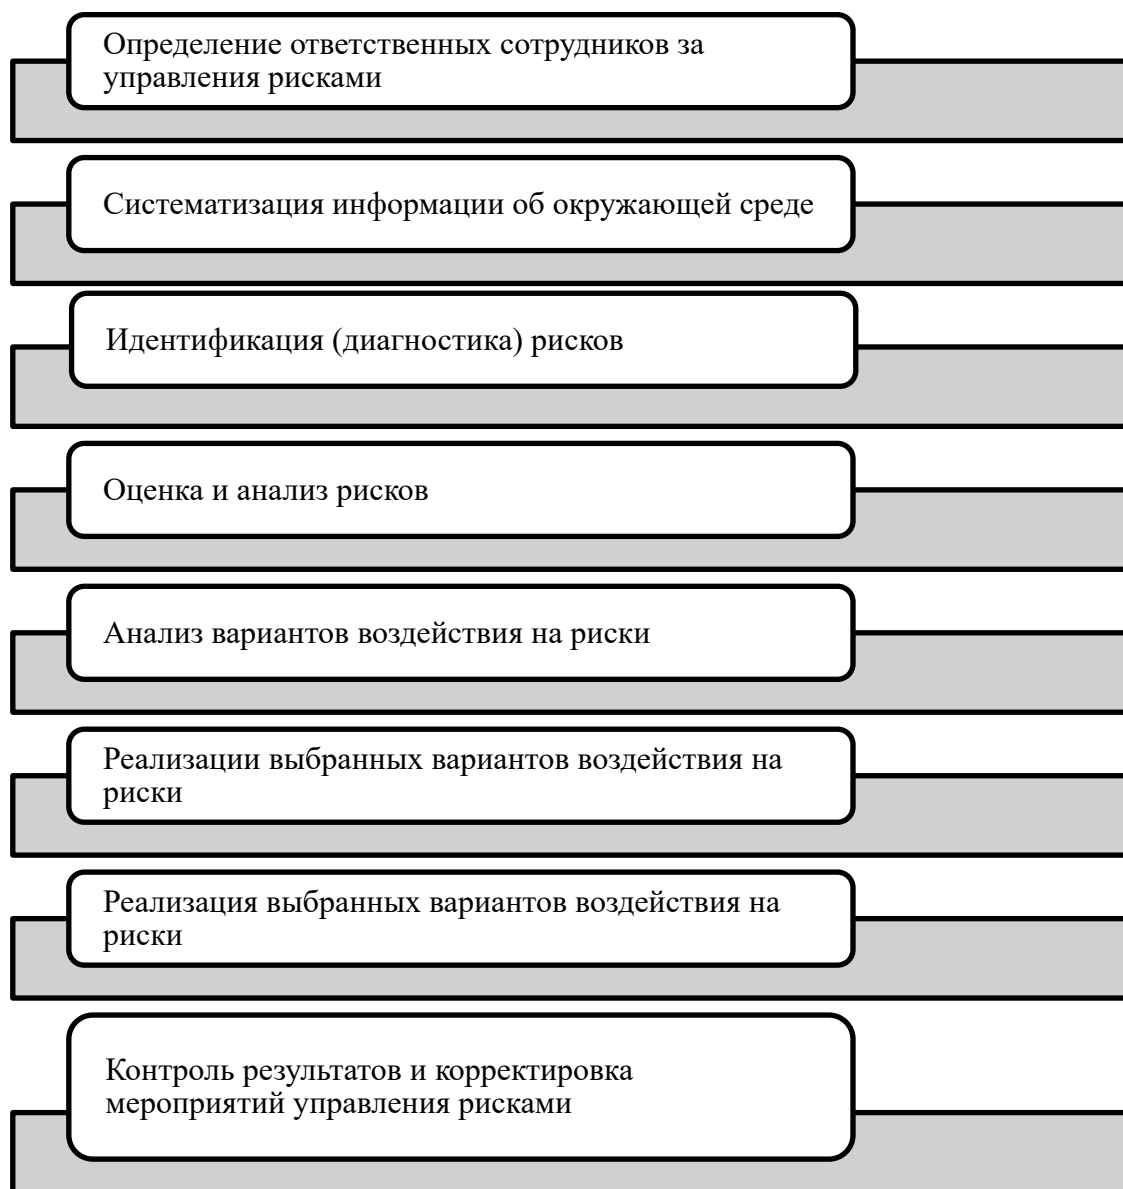 Определение ответственных сотрудников за
управления рисками
Систематизация информации об окружающей среде
Идентификация (диагностика) рисков
Оценка и анализ рисков
Анализ вариантов воздействия на риски
Реализации выбранных вариантов воздействия на
риски
Реализация выбранных вариантов воздействия на
риски
Контроль результатов и корректировка
мероприятий управления рисками